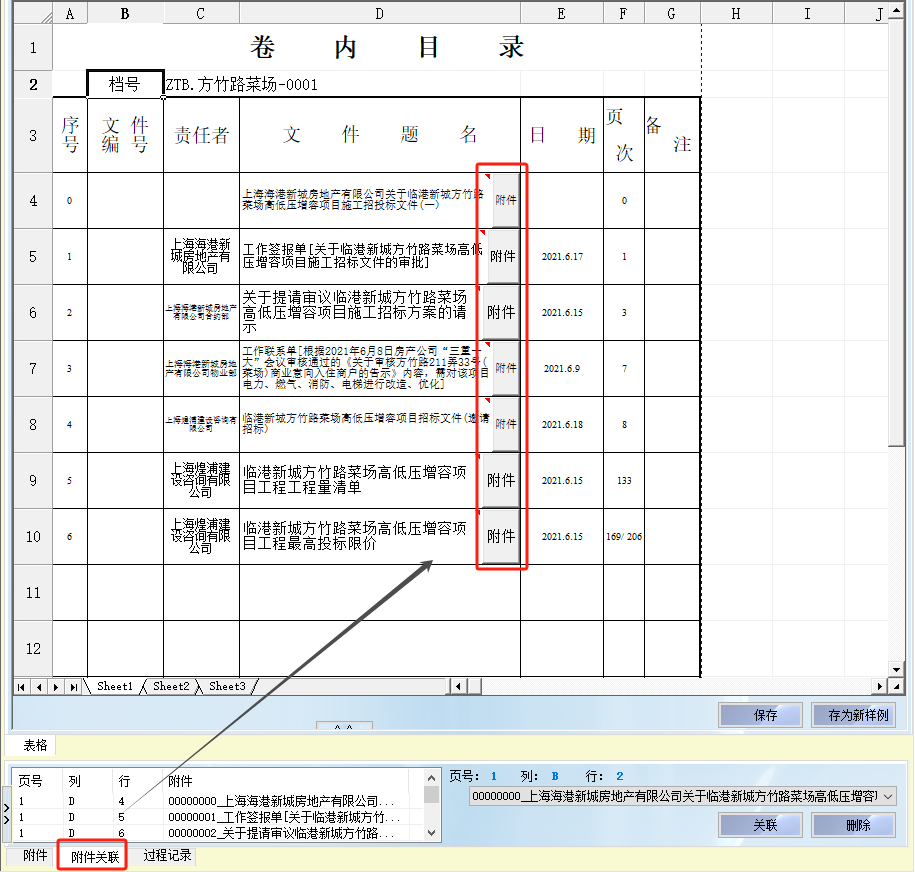 A B C D E F G H I J
1 卷 内 目 录
2 档号 ZTB.方竹路菜场-0001
3 序号 文件编号 责任者 文 件 题 名 日 期 页 次 备 注
4 0 上海海港新城房地产有限公司关于临港新城方竹路
菜场高低压增容项目施工招投标文件(一) 附件 0
5 1 上海海港新
城房地产有
限公司 工作签报单[关于临港新城方竹路菜场高低
压增容项目施工招标文件的审批] 附件 2021.6.17 1
6 2 上海海港新城房地产
有限公司合约部 关于提请审议临港新城方竹路菜场
高低压增容项目施工招标方案的请
示 附件 2021.6.15 3
7 3 上海海港新城房地
产有限公司物业部 工作联系单[根据2021年6月8日房产公司“三重一
大”会议审核通过的《关于审核方竹路211弄33号(
菜场)商业意向入住商户的告示》内容，需对该项目
电力、燃气、消防、电梯进行改造、优化] 附件 2021.6.9 7
8 4 上海煌浦建设咨询有
限公司 临港新城方竹路菜场高低压增容项目招标文件(邀请
招标) 附件 2021.6.18 8
9 5 上海煌浦建
设咨询有限
公司 临港新城方竹路菜场高低压增容项
目工程工程量清单 附件 2021.6.15 133
10 6 上海煌浦建
设咨询有限
公司 临港新城方竹路菜场高低压增容项
目工程最高投标限价 附件 2021.6.15 169/206
11
12
Sheet1 Sheet2 Sheet3
保存 存为新样例
表格
页号 列 行 附件
1 D 4 00000000_上海海港新城房地产有限公司...
1 D 5 00000001_工作签报单[关于临港新城方竹...
1 D 6 00000002_关于提请审议临港新城方竹路...
页号: 1 列: B 行: 2
00000000_上海海港新城房地产有限公司关于临港新城方竹路菜场高低压增容项
关联 删除
附件 附件关联 过程记录